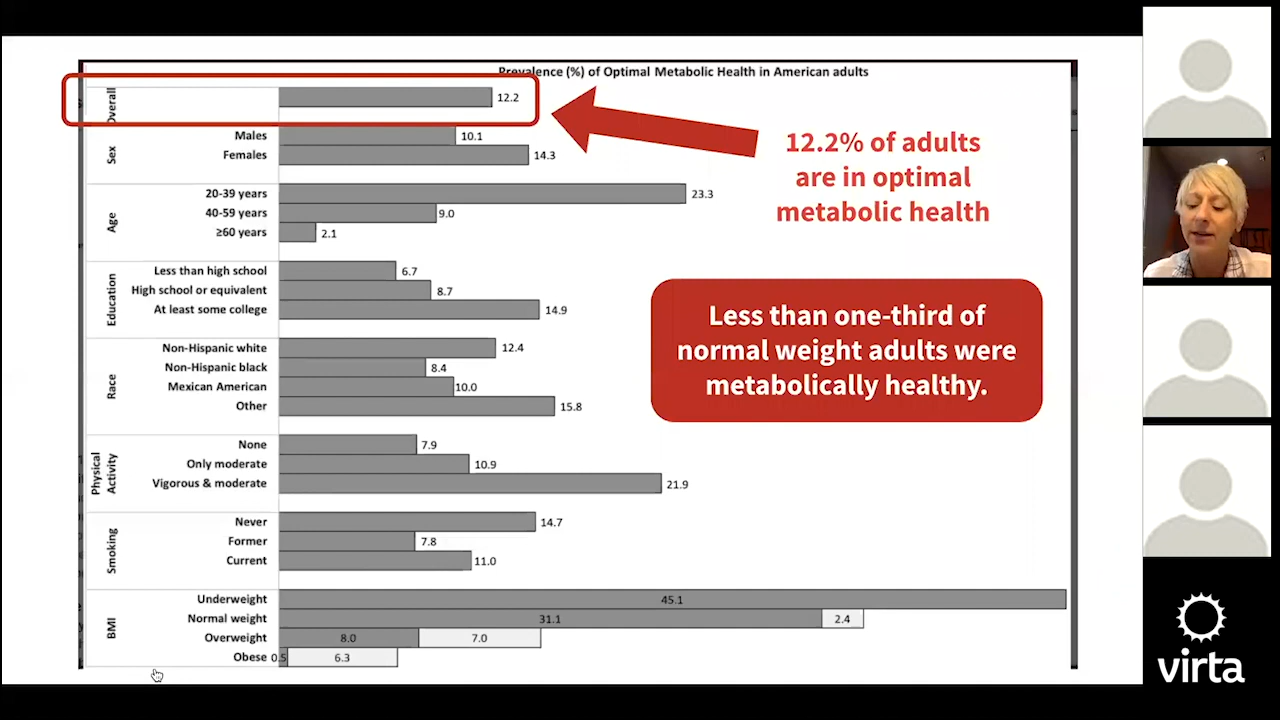 Prevalence (%) of Optimal Metabolic Health in American adults
Overall
12.2
Sex
Males 10.1
Females 14.3
Age
20-39 years 23.3
40-59 years 9.0
≥60 years 2.1
Education
Less than high school 6.7
High school or equivalent 8.7
At least some college 14.9
Race
Non-Hispanic white 12.4
Non-Hispanic black 8.4
Mexican American 10.0
Other 15.8
Physical
Activity
None 7.9
Only moderate 10.9
Vigorous & moderate 21.9
Smoking
Never 14.7
Former 7.8
Current 11.0
BMI
Underweight 45.1
Normal weight 31.1 2.4
Overweight 8.0 7.0
Obese 0.5 6.3
12.2% of adults
are in optimal
metabolic health
Less than one-third of
normal weight adults were
metabolically healthy.
virta